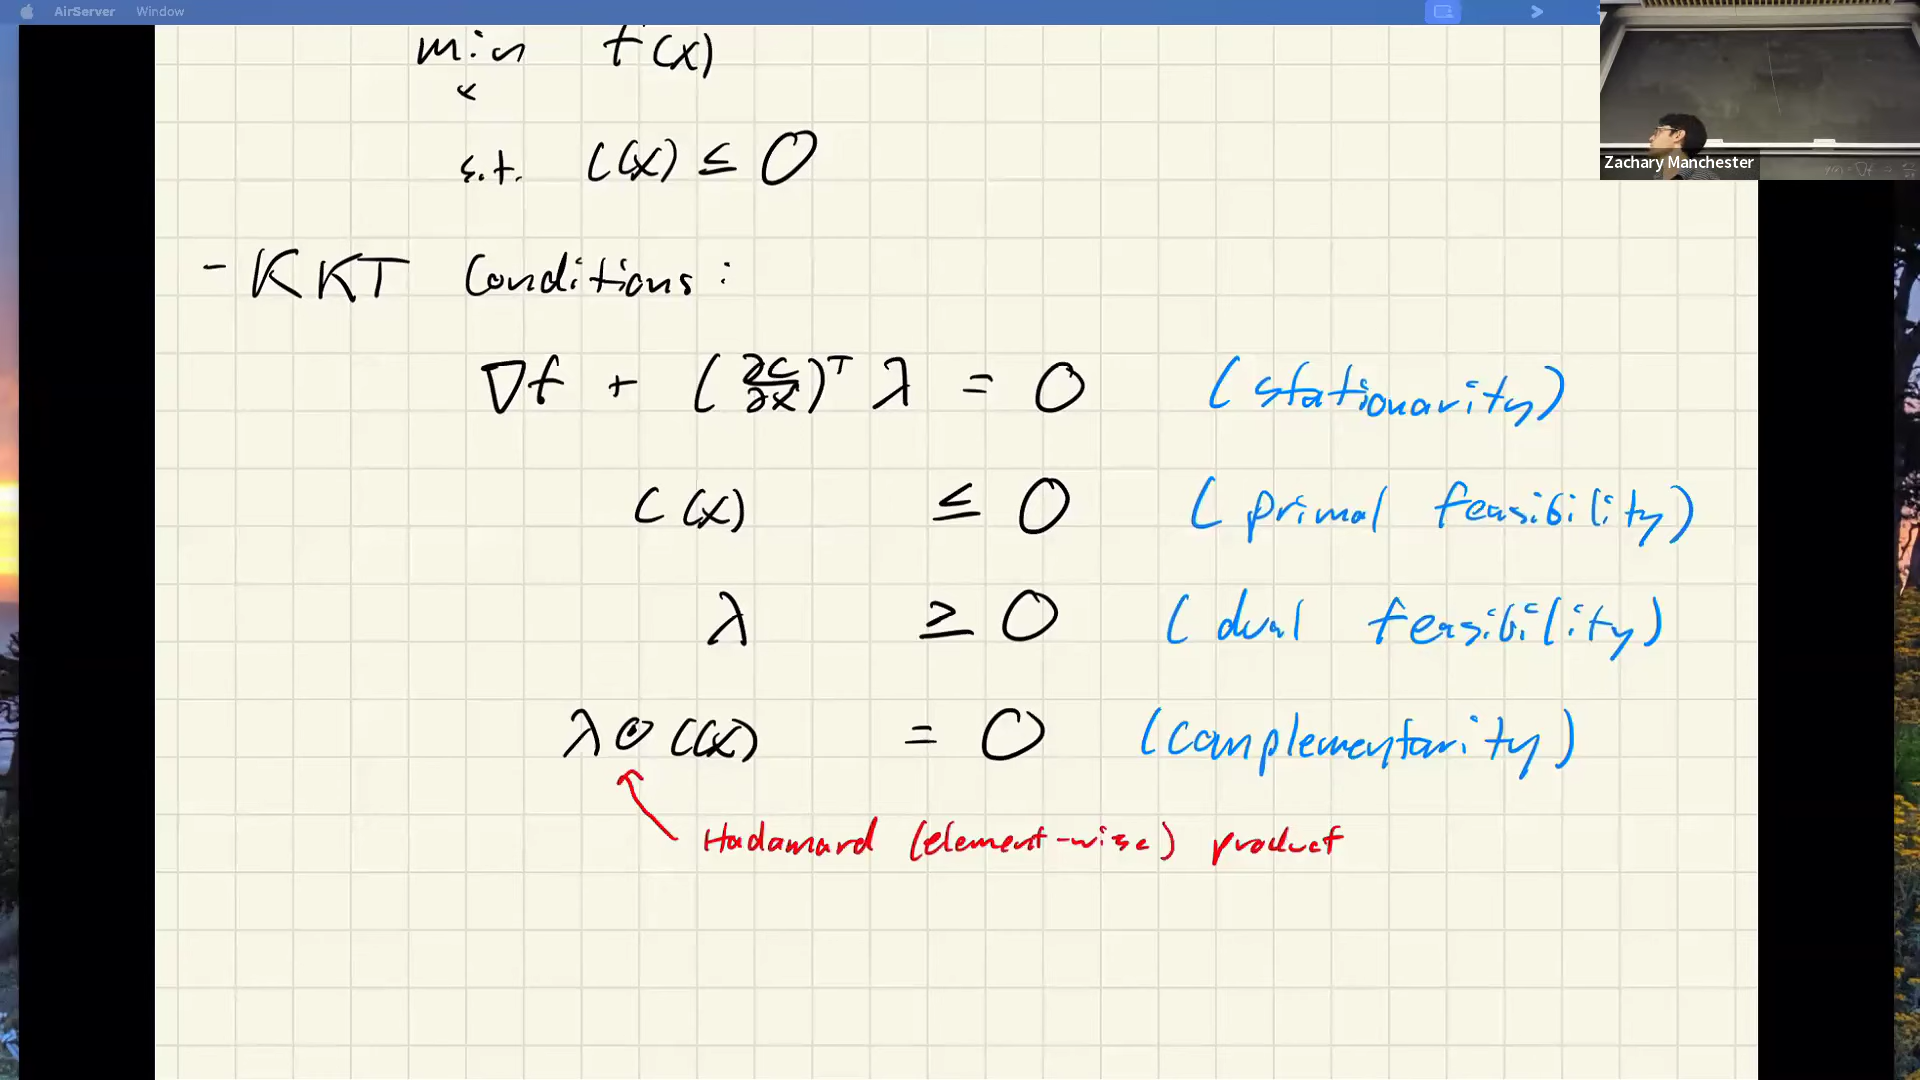 AirServer Window
min f(x)
x
s.t. C(x) ≤ 0
Zachary Manchester
- KKT Conditions:
∇f + (∂C/∂x)ᵀ λ = 0 (stationarity)
C(x) ≤ 0 (primal feasibility)
λ ≥ 0 (dual feasibility)
λ ⊙ C(x) = 0 (complementarity)
Hadamard (element-wise) product